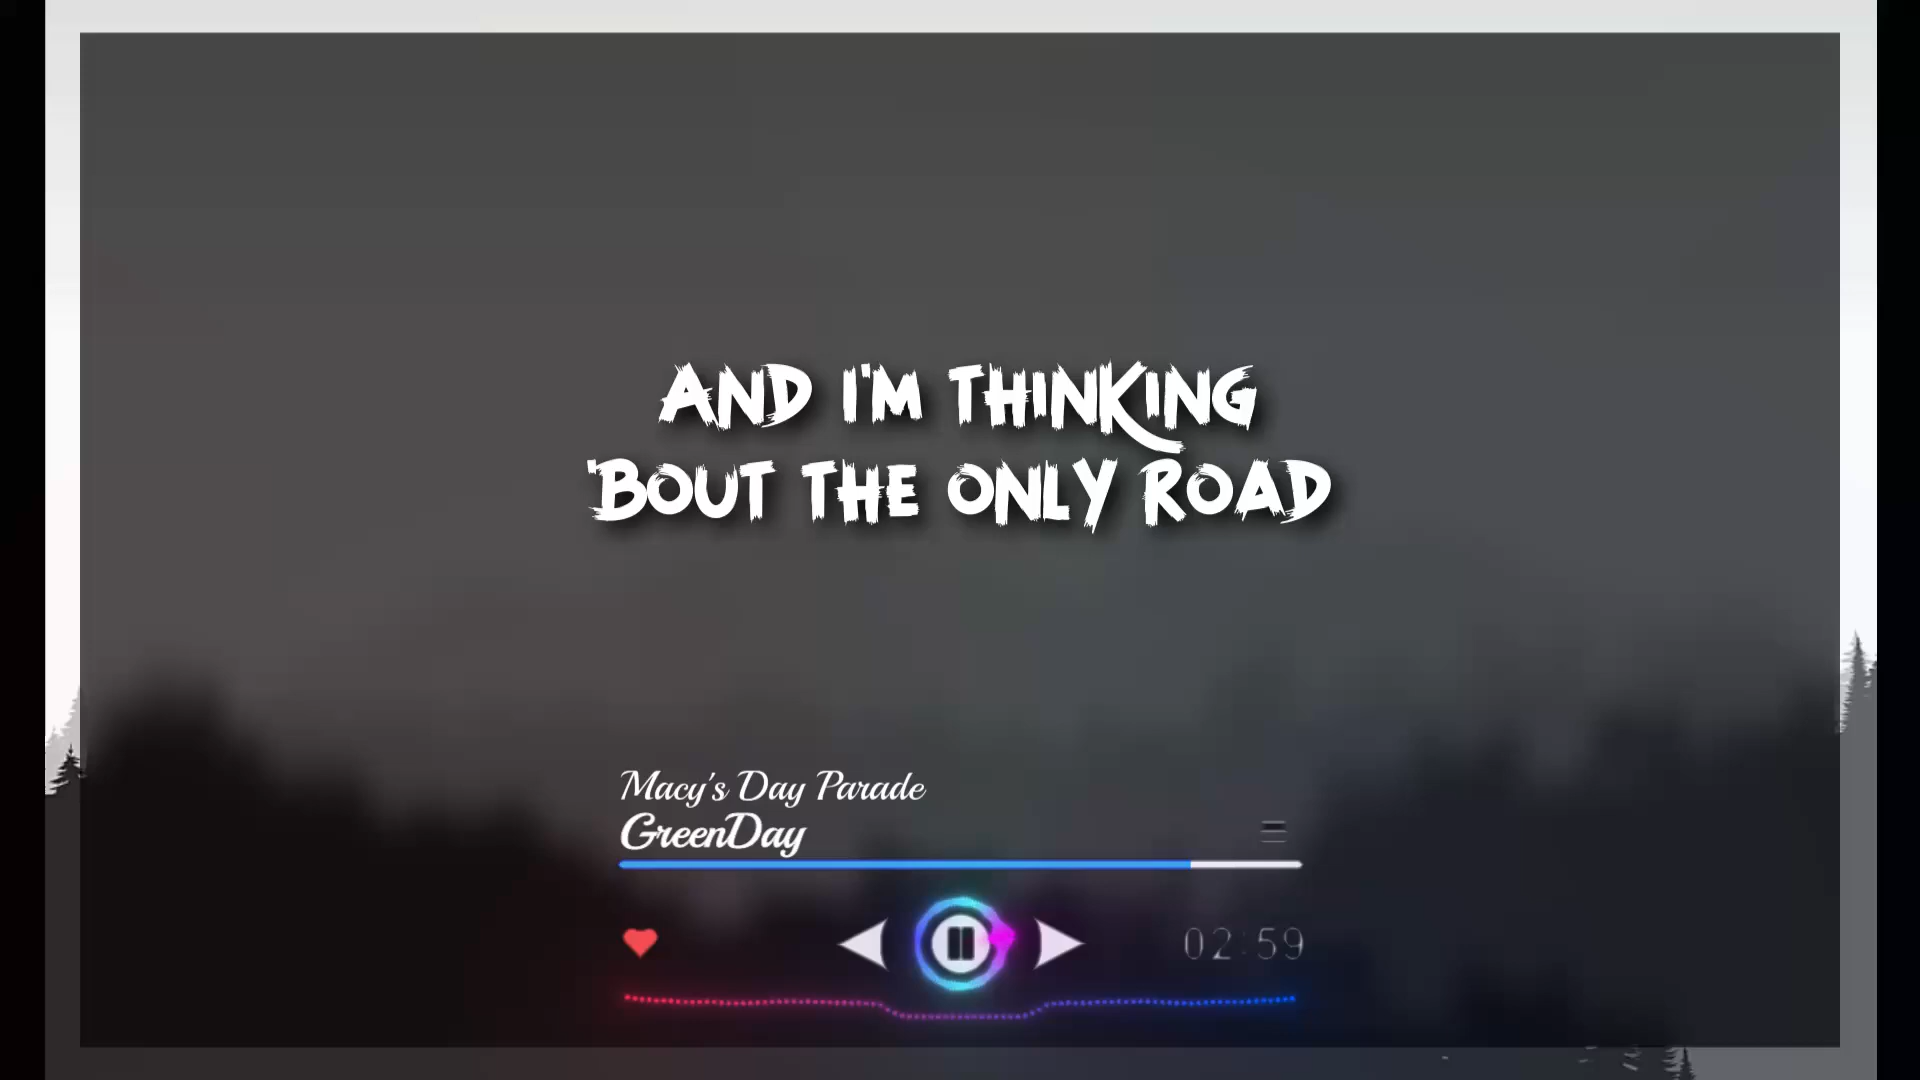 AND I'M THINKING
'BOUT THE ONLY ROAD
Macy's Day Parade
GreenDay
02:59